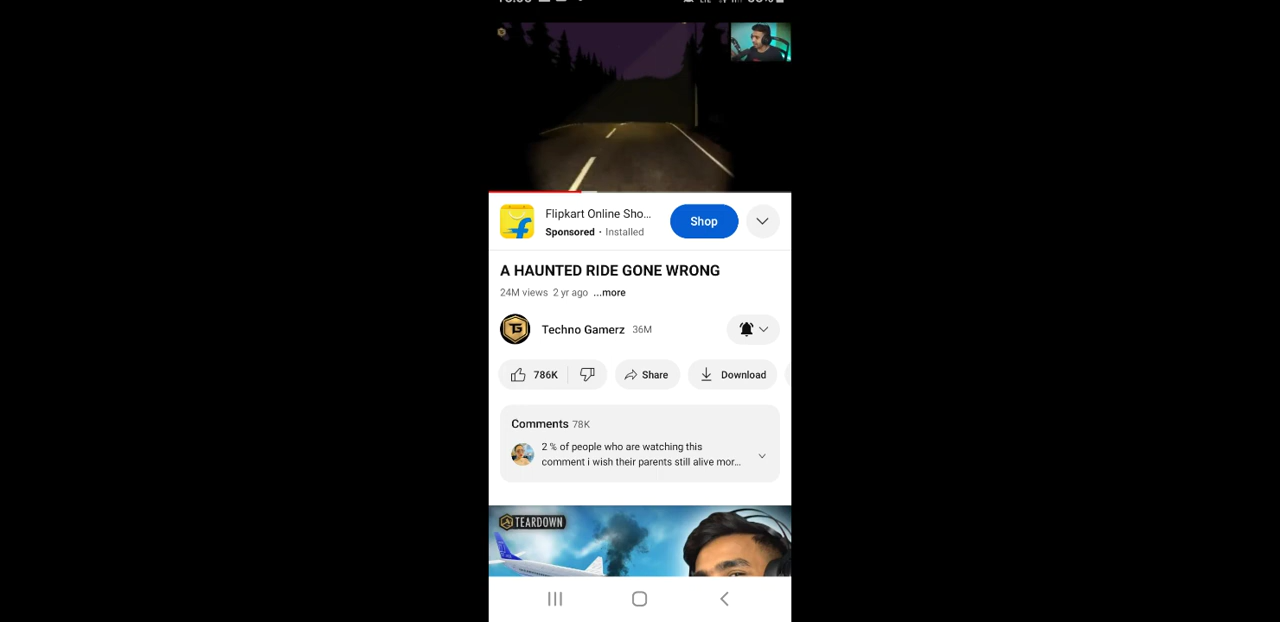 Flipkart Online Sho... Shop
Sponsored · Installed
A HAUNTED RIDE GONE WRONG
24M views 2 yr ago ...more
TG Techno Gamerz 36M
786K Share Download
Comments 78K
2 % of people who are watching this
comment i wish their parents still alive mor...
TEARDOWN